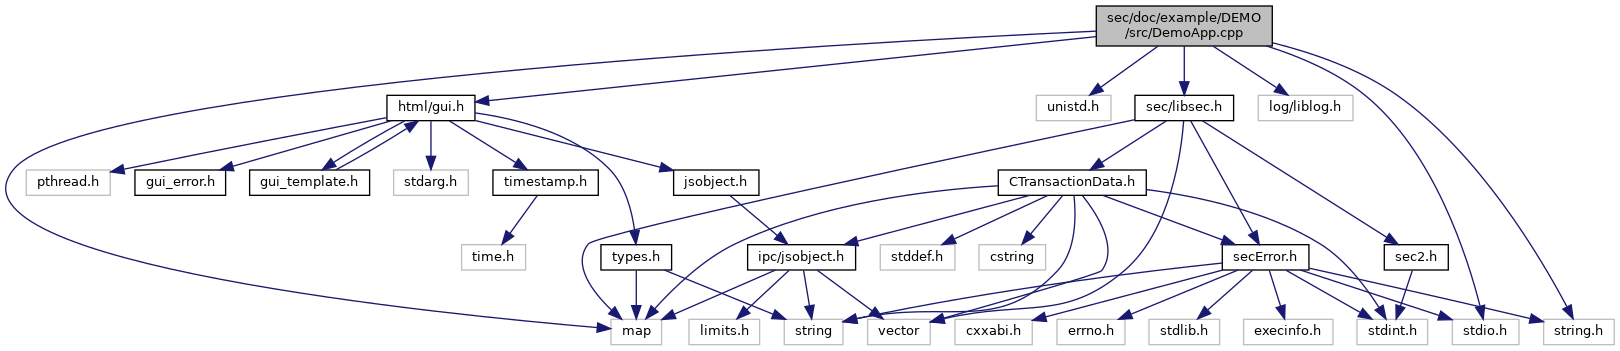 sec/doc/example/DEMO
/src/DemoApp.cpp
html/gui.h
unistd.h
sec/libsec.h
log/liblog.h
pthread.h
gui_error.h
gui_template.h
stdarg.h
timestamp.h
jsobject.h
CTransactionData.h
time.h
types.h
ipc/jsobject.h
stddef.h
cstring
secError.h
sec2.h
map
limits.h
string
vector
cxxabi.h
errno.h
stdlib.h
execinfo.h
stdint.h
stdio.h
string.h